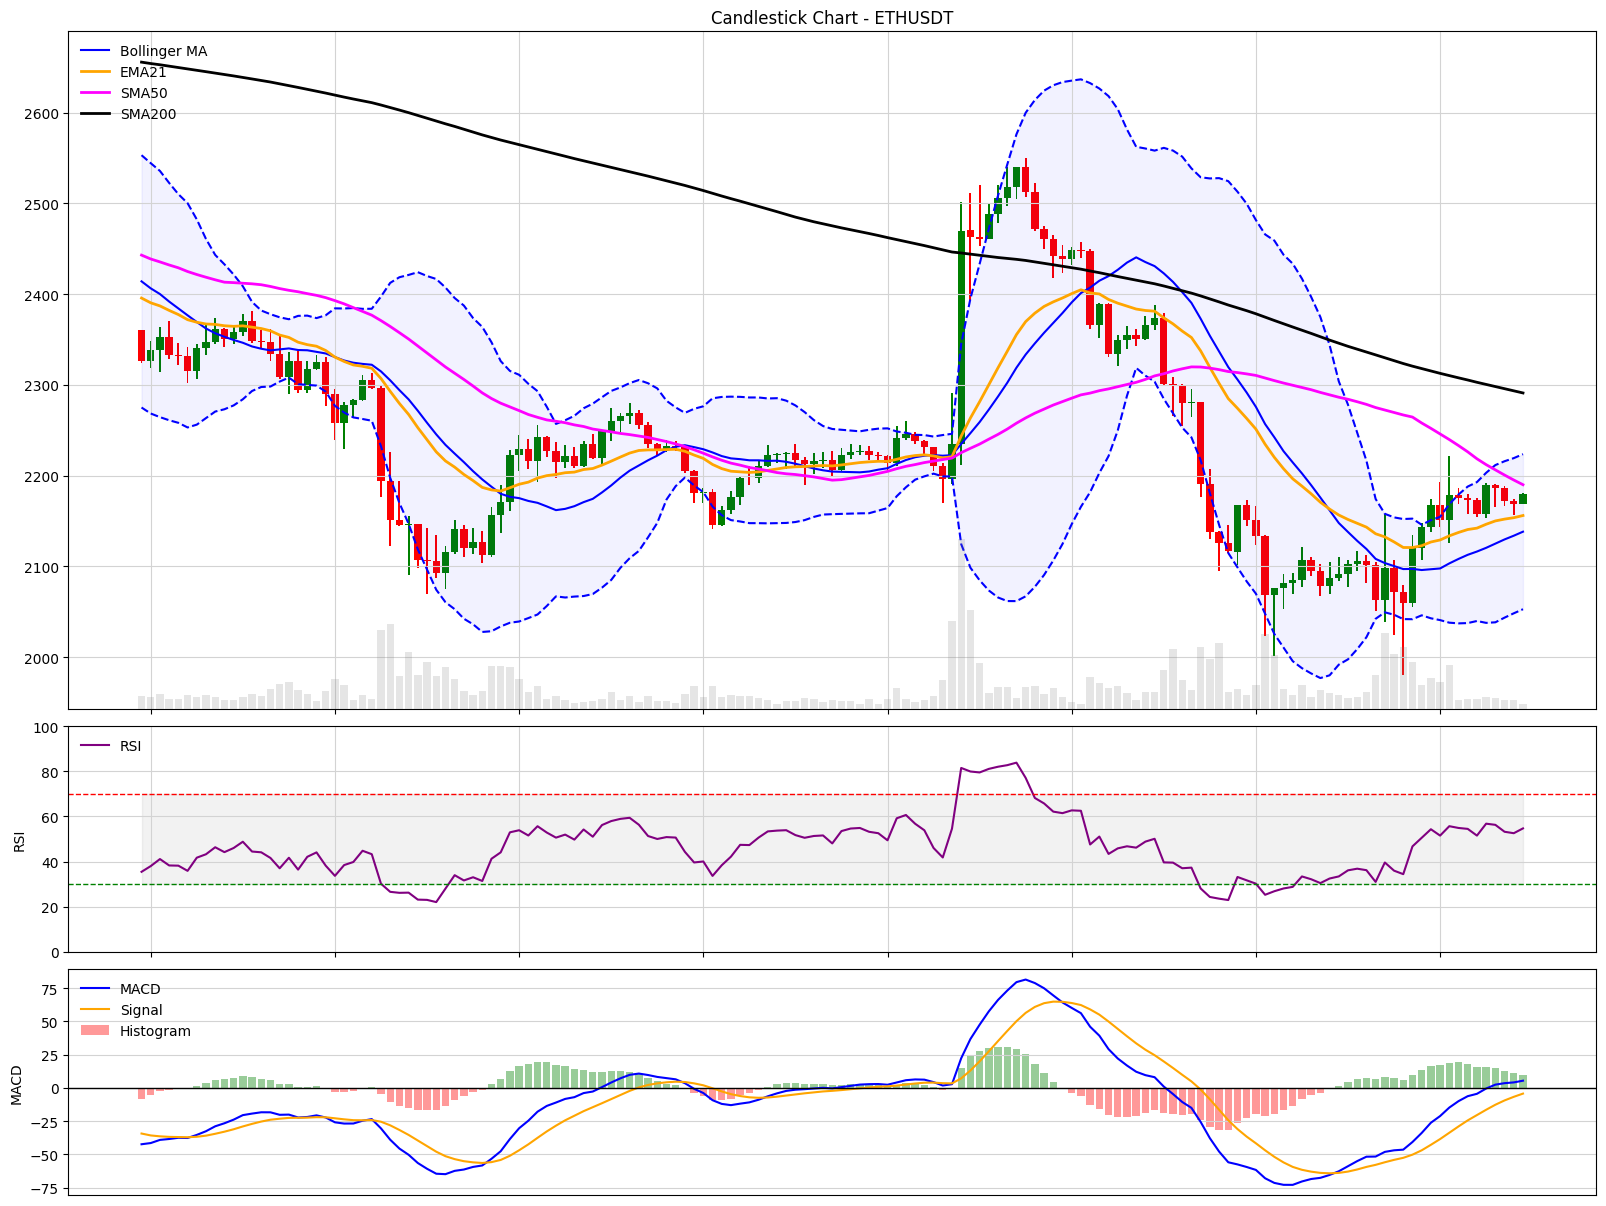 Candlestick Chart - ETHUSDT
Bollinger MA
EMA21
SMA50
SMA200
2600
2500
2400
2300
2200
2100
2000
RSI
100
80
60
40
20
0
RSI
MACD
Signal
Histogram
75
50
25
0
−25
−50
−75
MACD